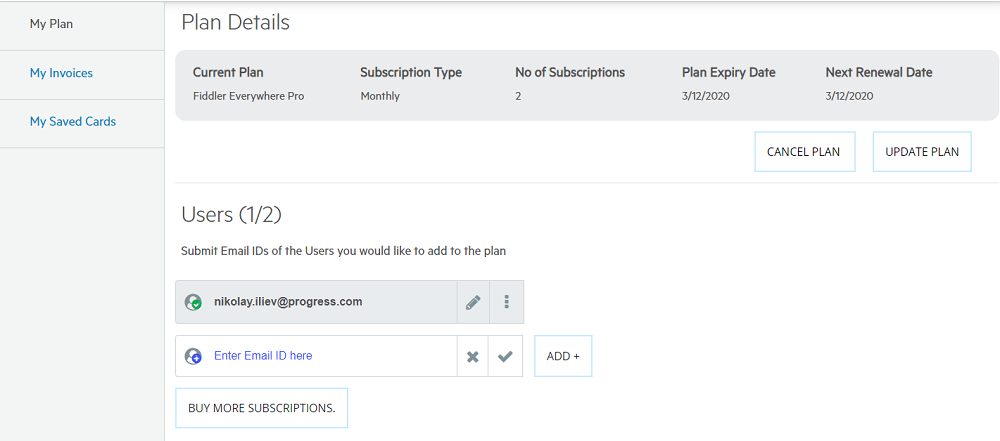 My Plan
My Invoices
My Saved Cards
Plan Details
Current Plan Subscription Type No of Subscriptions Plan Expiry Date Next Renewal Date
Fiddler Everywhere Pro Monthly 2 3/12/2020 3/12/2020
CANCEL PLAN UPDATE PLAN
Users (1/2)
Submit Email IDs of the Users you would like to add to the plan
nikolay.iliev@progress.com
Enter Email ID here ADD +
BUY MORE SUBSCRIPTIONS.